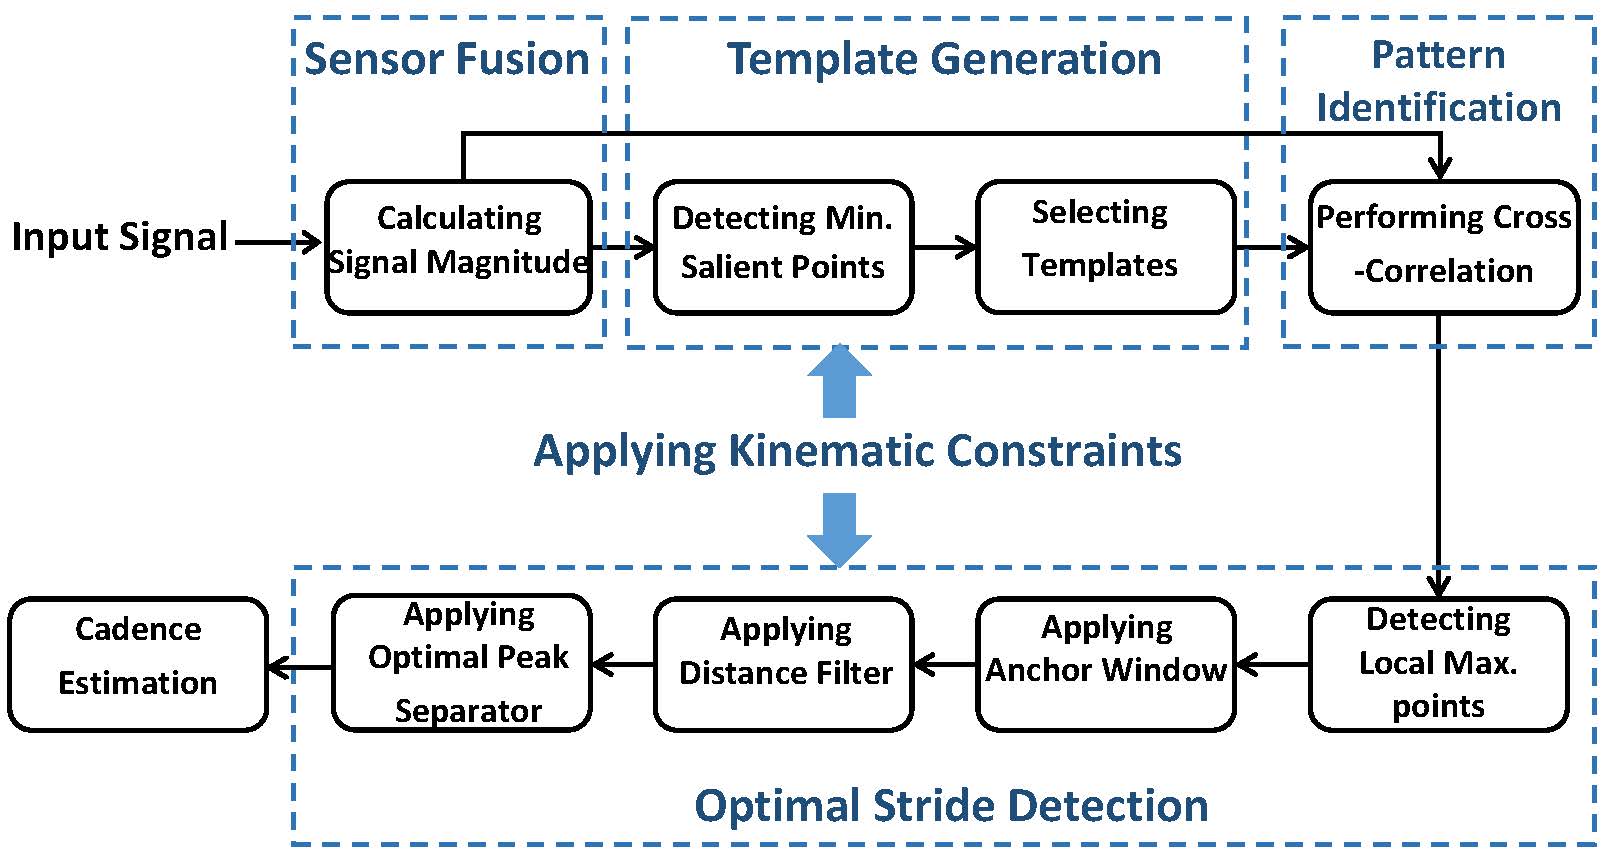 Sensor Fusion
Template Generation
Pattern
Identification
Input Signal
Calculating
Signal Magnitude
Detecting Min.
Salient Points
Selecting
Templates
Performing Cross
-Correlation
Applying Kinematic Constraints
Cadence
Estimation
Applying
Optimal Peak
Separator
Applying
Distance Filter
Applying
Anchor Window
Detecting
Local Max.
points
Optimal Stride Detection